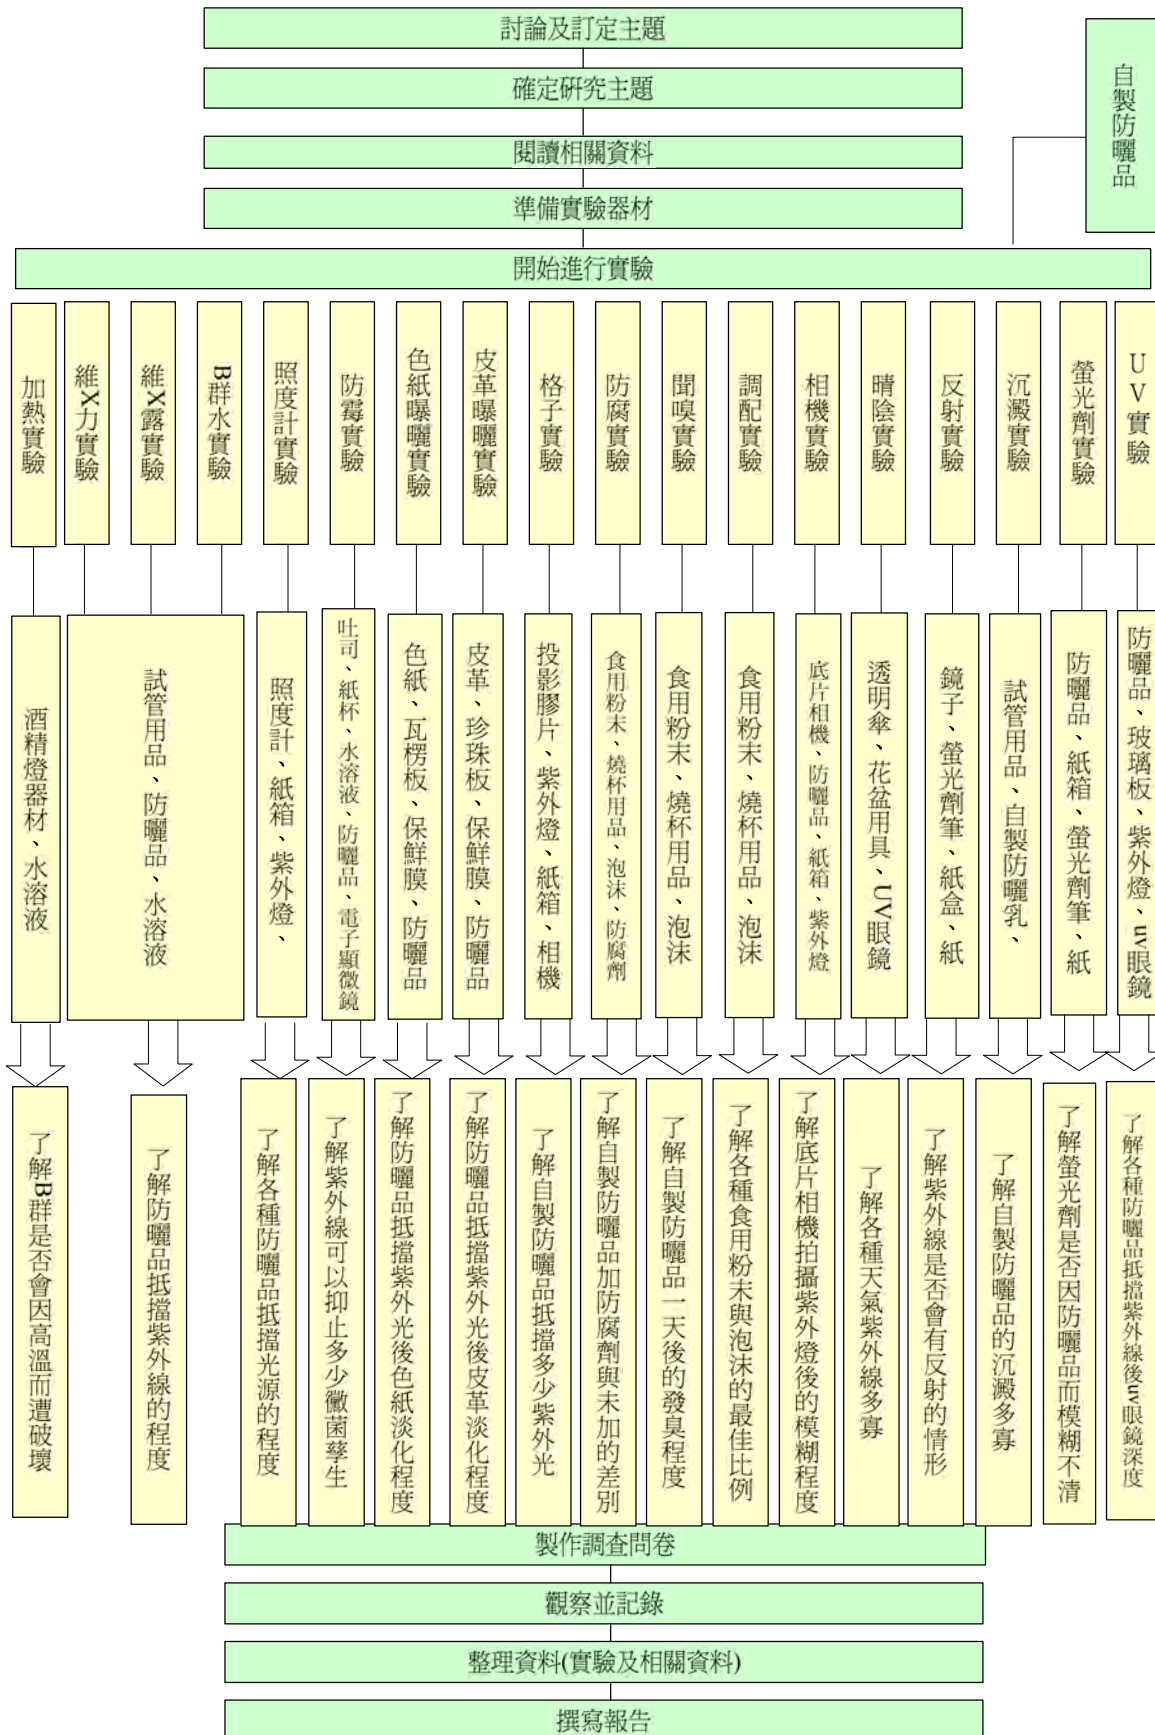 討論及訂定主題
確定研究主題
閱讀相關資料
準備實驗器材
自製防曬品
開始進行實驗
加熱實驗
維X力實驗
維X露實驗
B群水實驗
照度計實驗
防霉實驗
色紙曝曬實驗
皮革曝曬實驗
格子實驗
防腐實驗
聞嗅實驗
調配實驗
相機實驗
晴陰實驗
反射實驗
沉澱實驗
螢光劑實驗
UV實驗
酒精燈器材、水溶液
試管用品、防曬品、水溶液
照度計、紙箱、紫外燈、
吐司、紙杯、水溶液、防曬品、電子顯微鏡
色紙、瓦楞板、保鮮膜、防曬品
皮革、珍珠板、保鮮膜、防曬品
投影膠片、紫外燈、紙箱、相機
食用粉末、燒杯用品、泡沫、防腐劑
食用粉末、燒杯用品、泡沫
食用粉末、燒杯用品、泡沫
底片相機、防曬品、紙箱、紫外燈
透明傘、花盆用具、UV眼鏡
鏡子、螢光劑筆、紙盒、紙
試管用品、自製防曬乳、
防曬品、紙箱、螢光劑筆、紙
防曬品、玻璃板、紫外燈、uv眼鏡
了解B群是否會因高溫而遭破壞
了解防曬品抵擋紫外線的程度
了解各種防曬品抵擋光源的程度
了解紫外線可以抑止多少黴菌孳生
了解防曬品抵擋紫外光後色紙淡化程度
了解防曬品抵擋紫外光後皮革淡化程度
了解自製防曬品抵擋多少紫外光
了解自製防曬品加防腐劑與未加的差別
了解自製防曬品一天後的發臭程度
了解各種食用粉末與泡沫的最佳比例
了解底片相機拍攝紫外燈後的模糊程度
了解各種天氣紫外線多寡
了解紫外線是否會有反射的情形
了解自製防曬品的沉澱多寡
了解螢光劑是否因防曬品而模糊不清
了解各種防曬品抵擋紫外線後uv眼鏡深度
製作調查問卷
觀察並記錄
整理資料(實驗及相關資料)
撰寫報告